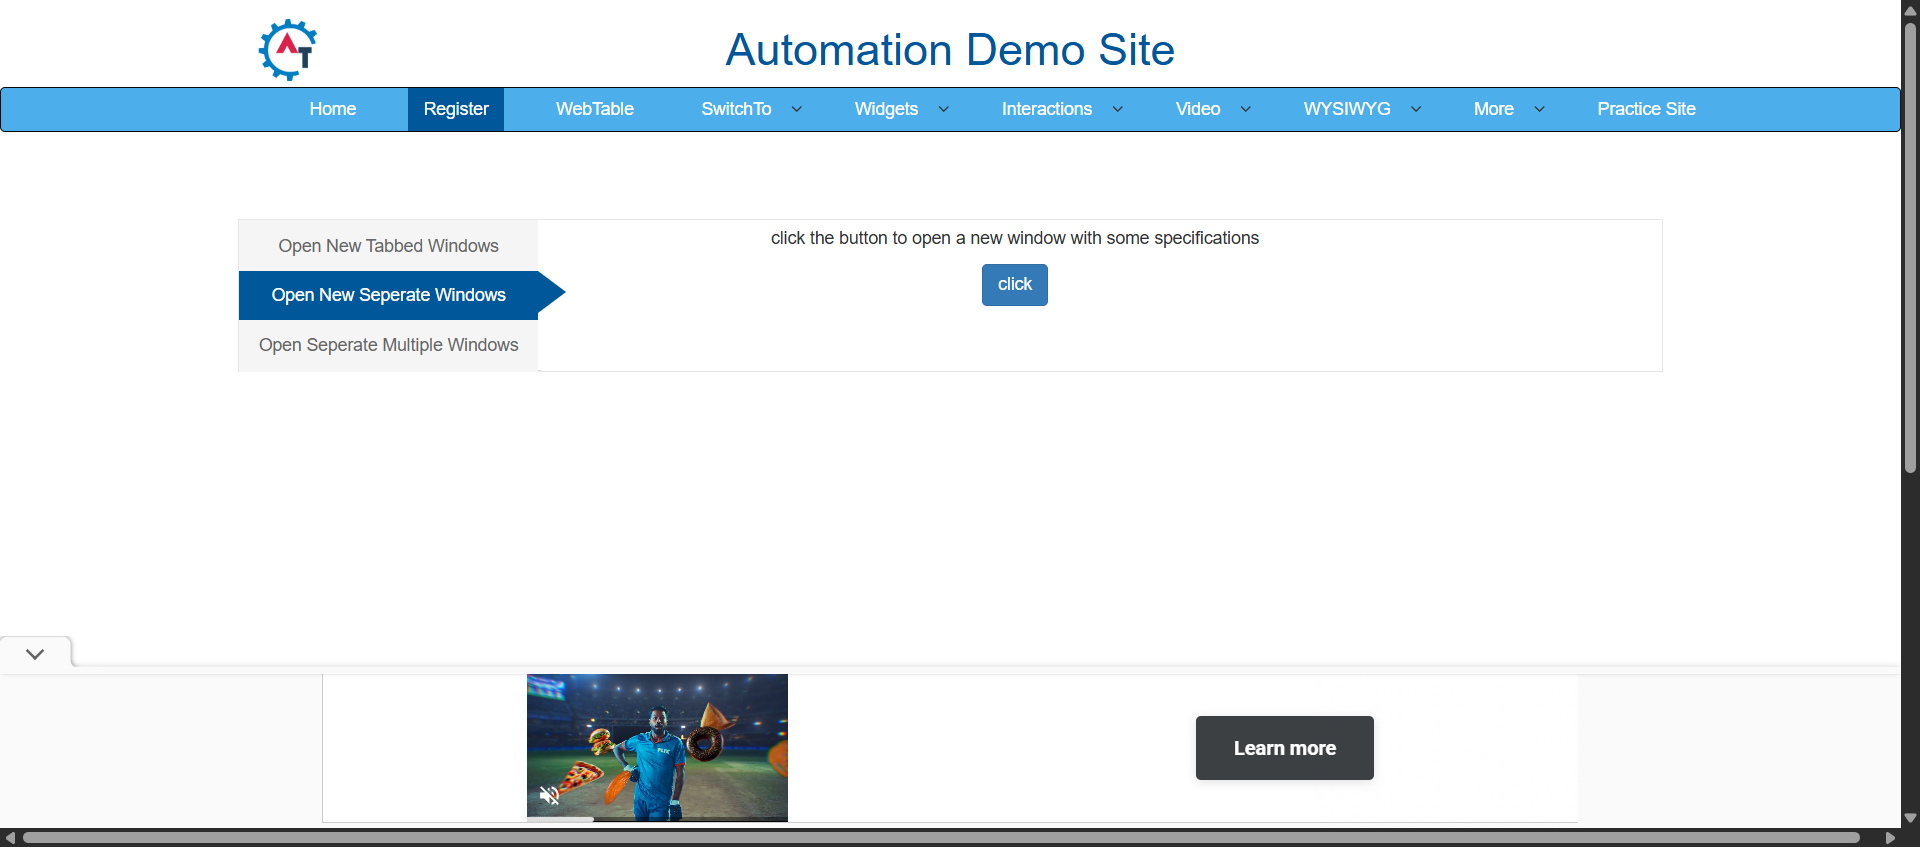 AT
Automation Demo Site
Home Register WebTable SwitchTo Widgets Interactions Video WYSIWYG More Practice Site
Open New Tabbed Windows
Open New Seperate Windows
Open Seperate Multiple Windows
click the button to open a new window with some specifications
click
Learn more